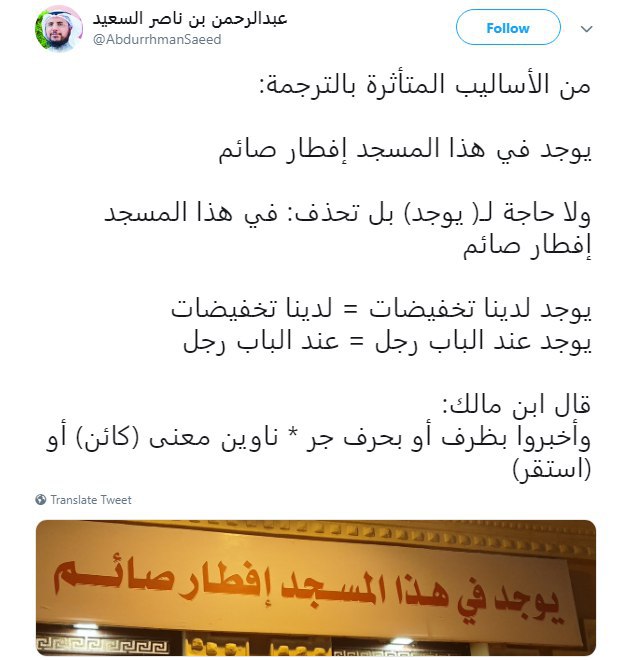 عبدالرحمن بن ناصر السعيد
@AbdurrhmanSaeed
Follow
من الأساليب المتأثرة بالترجمة:
يوجد في هذا المسجد إفطار صائم
ولا حاجة لـ( يوجد) بل تحذف: في هذا المسجد
إفطار صائم
يوجد لدينا تخفيضات = لدينا تخفيضات
يوجد عند الباب رجل = عند الباب رجل
قال ابن مالك:
وأخبروا بظرف أو بحرف جر * ناوين معنى (كائن) أو
(استقر)
Translate Tweet
يوجد في هذا المسجد إفطار صائم